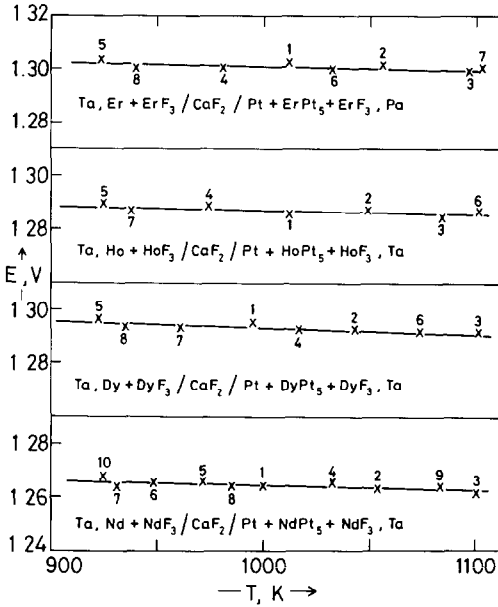 1.32
5 1 2 7
1.30
8 4 6 3
Ta, Er + ErF₃ / CaF₂ / Pt + ErPt₅ + ErF₃ , Pa
1.28
5 4 2 6
1 30
7 1 3
1.28
Ta, Ho + HoF₃ / CaF₂ / Pt + HoPt₅ + HoF₃ , Ta
E, V →
5 1 2 6 3
1.30
8 7 4
Ta, Dy + DyF₃ / CaF₂ / Pt + DyPt₅ + DyF₃ , Ta
1.28
10 5 1 4 2 9 3
7 6 8
1.26
Ta, Nd + NdF₃ / CaF₂ / Pt + NdPt₅ + NdF₃ , Ta
1 24
900 1000 1100
— T, K →